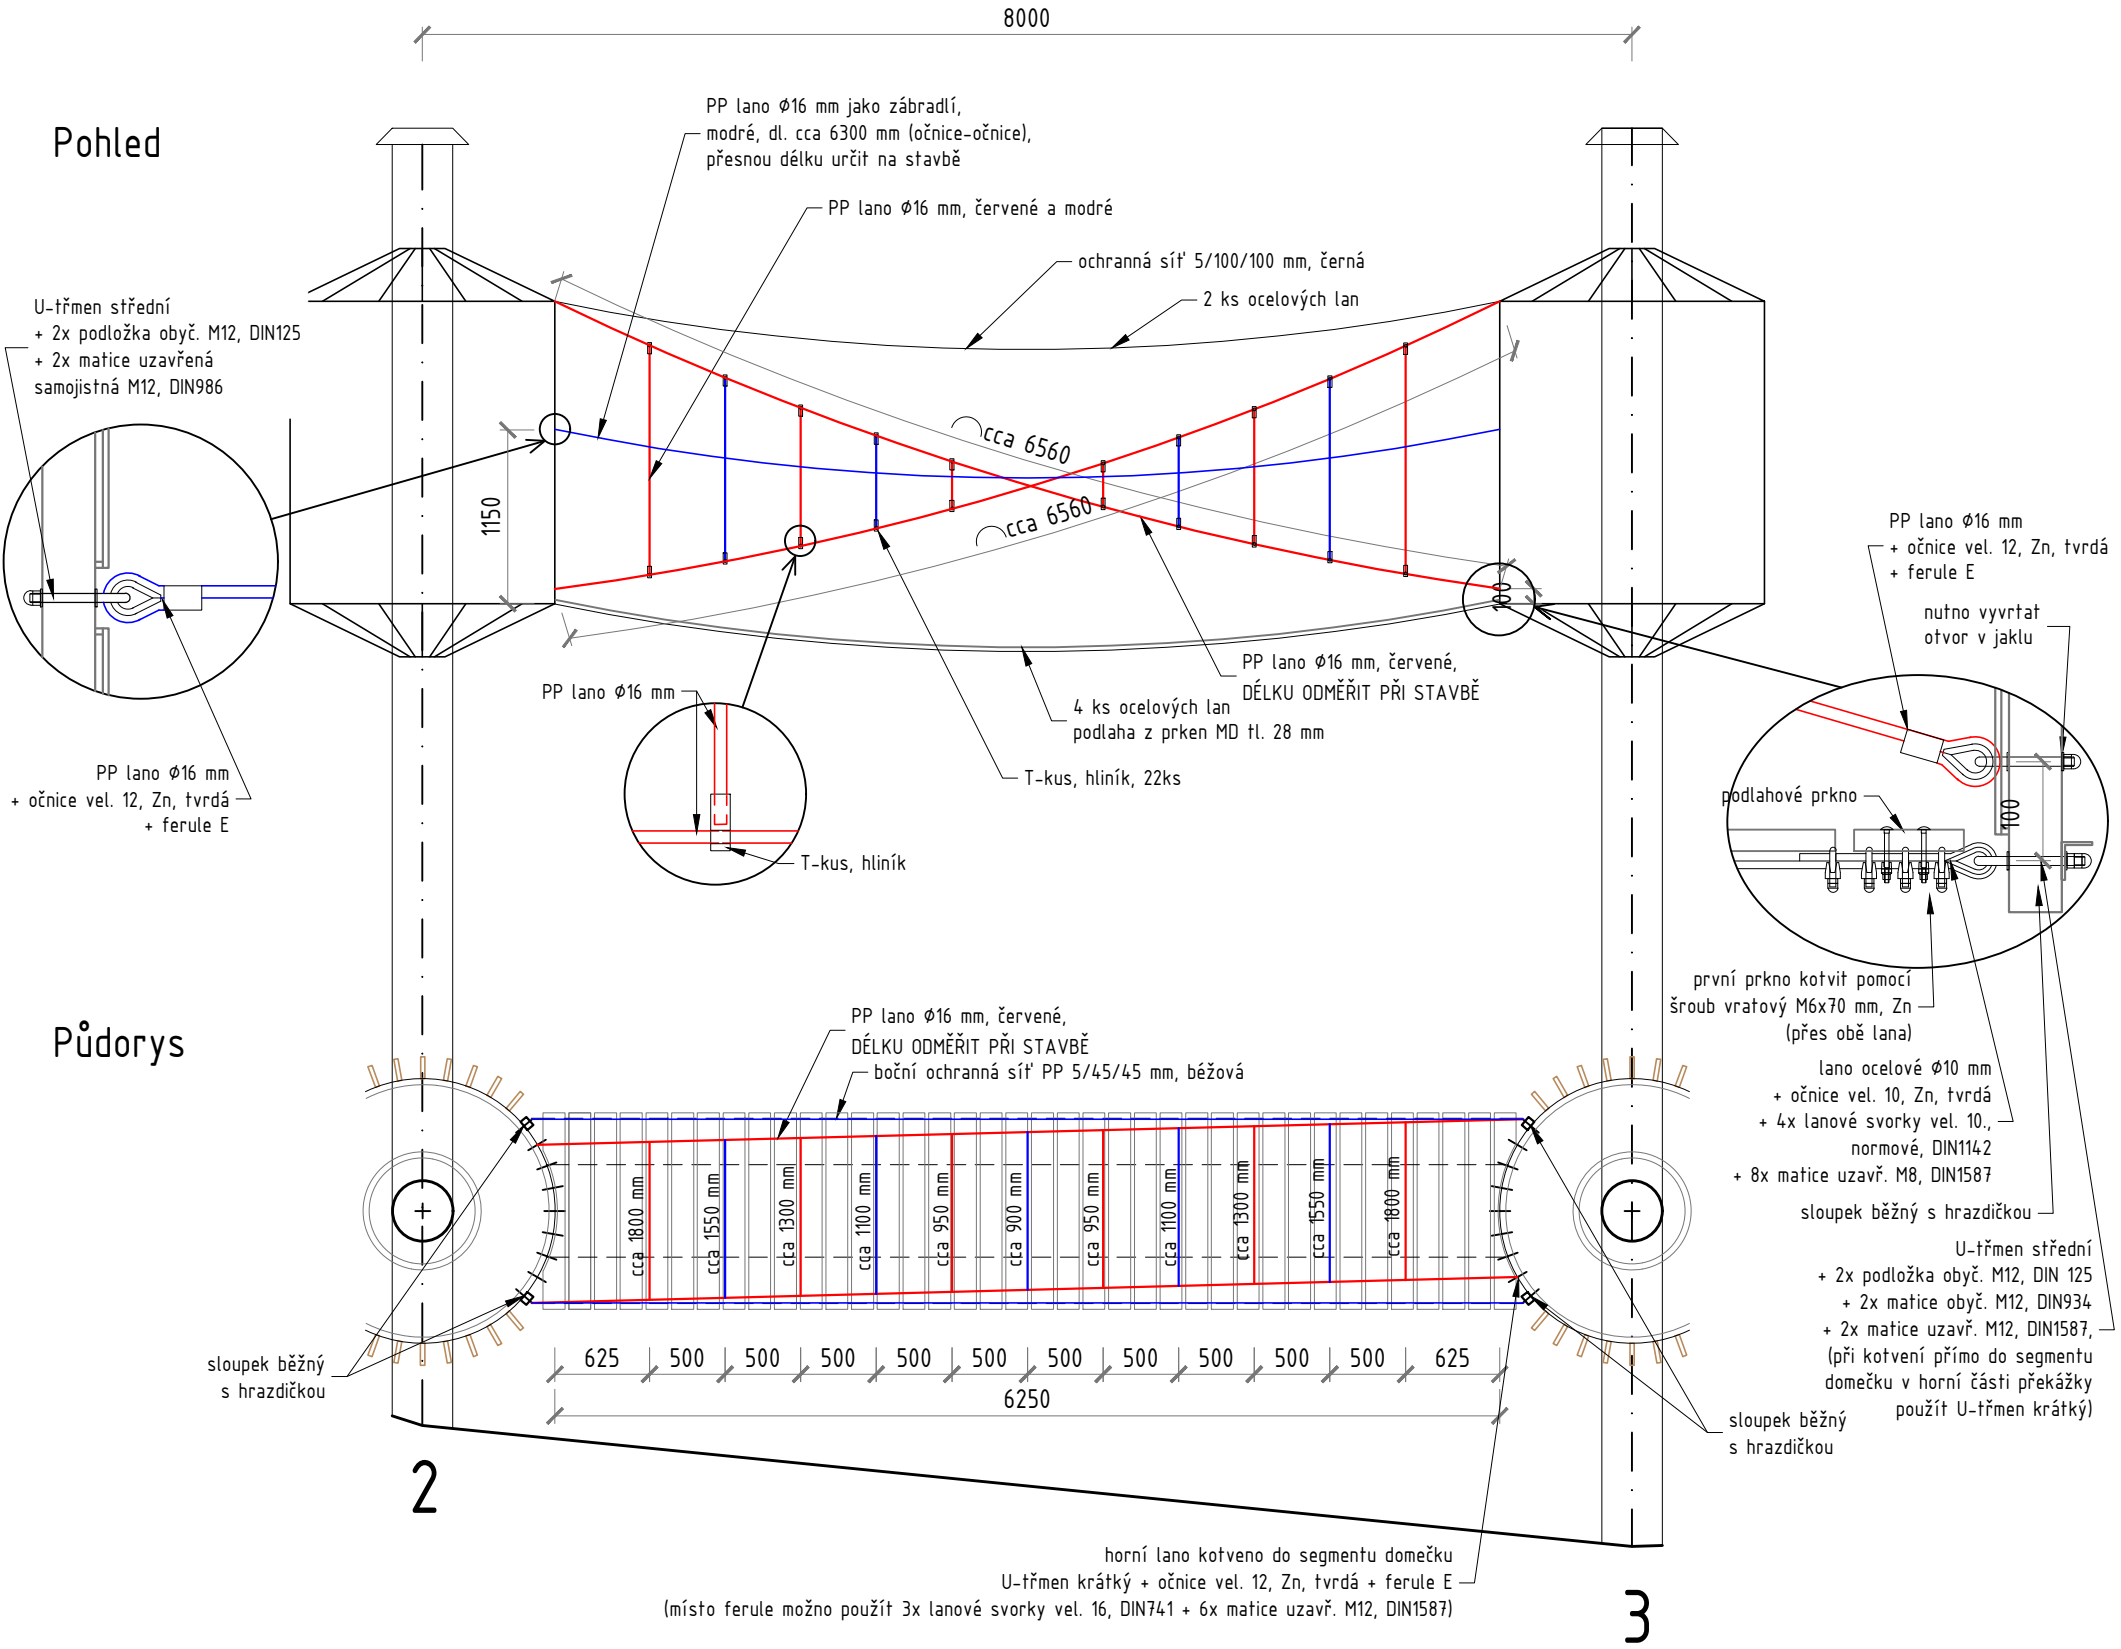 8000
Pohled
PP lano Ø16 mm jako zábradlí,
modré, dl. cca 6300 mm (očnice-očnice),
přesnou délku určit na stavbě
PP lano Ø16 mm, červené a modré
ochranná síť 5/100/100 mm, černá
2 ks ocelových lan
U-třmen střední
+ 2x podložka obyč. M12, DIN125
+ 2x matice uzavřená
samojistná M12, DIN986
cca 6560
cca 6560
1150
100
PP lano Ø16 mm
+ očnice vel. 12, Zn, tvrdá
+ ferule E
nutno vyvrtat
otvor v jaklu
PP lano Ø16 mm
+ očnice vel. 12, Zn, tvrdá
+ ferule E
PP lano Ø16 mm
T-kus, hliník
PP lano Ø16 mm, červené,
DÉLKU ODMĚŘIT PŘI STAVBĚ
4 ks ocelových lan
podlaha z prken MD tl. 28 mm
T-kus, hliník, 22ks
podlahové prkno
100
první prkno kotvit pomocí
šroub vratový M6x70 mm, Zn
(přes obě lana)
lano ocelové Ø10 mm
+ očnice vel. 10, Zn, tvrdá
+ 4x lanové svorky vel. 10.,
normové, DIN1142
+ 8x matice uzavř. M8, DIN1587
sloupek běžný s hrazdičkou
U-třmen střední
+ 2x podložka obyč. M12, DIN 125
+ 2x matice obyč. M12, DIN934
+ 2x matice uzavř. M12, DIN1587,
(při kotvení přímo do segmentu
domečku v horní části překážky
použít U-třmen krátký)
Půdorys
PP lano Ø16 mm, červené,
DÉLKU ODMĚŘIT PŘI STAVBĚ
boční ochranná síť PP 5/45/45 mm, béžová
cca 1800 mm
cca 1550 mm
cca 1300 mm
cca 1100 mm
cca 950 mm
cca 900 mm
cca 950 mm
cca 1100 mm
cca 1300 mm
cca 1550 mm
cca 1800 mm
sloupek běžný
s hrazdičkou
625 500 500 500 500 500 500 500 500 500 500 625
6250
sloupek běžný
s hrazdičkou
2
horní lano kotveno do segmentu domečku
U-třmen krátký + očnice vel. 12, Zn, tvrdá + ferule E
(místo ferule možno použít 3x lanové svorky vel. 16, DIN741 + 6x matice uzavř. M12, DIN1587)
3